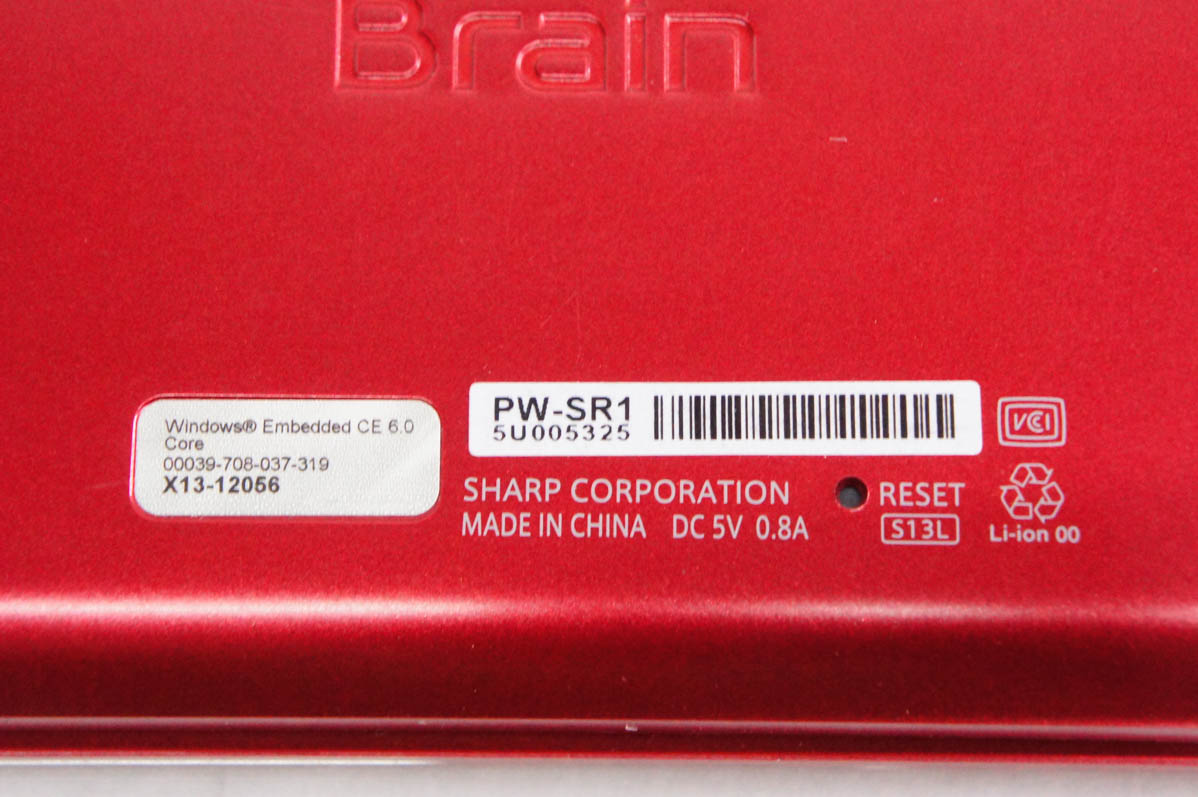 Brain
Windows® Embedded CE 6.0
Core
00039-708-037-319
X13-12056
PW-SR1
5U005325
VCI
SHARP CORPORATION
MADE IN CHINA DC 5V 0.8A
RESET
S13L
Li-ion 00